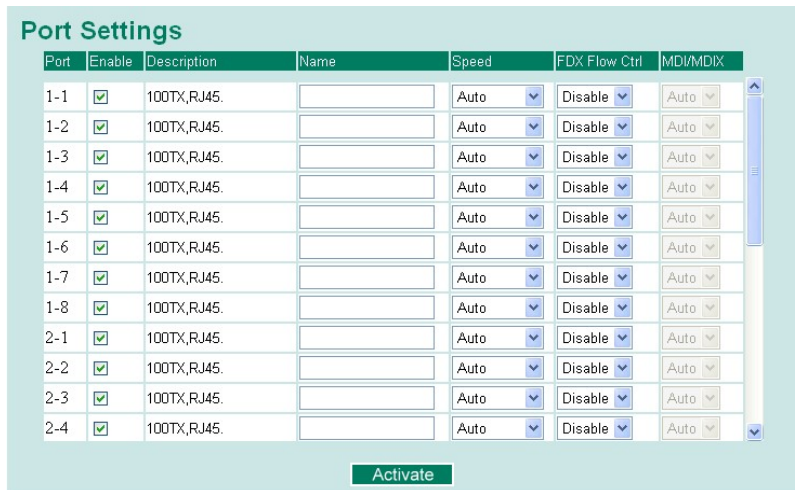 Port Settings
Port Enable Description Name Speed FDX Flow Ctrl MDI/MDIX
1-1 100TX,RJ45. Auto Disable Auto
1-2 100TX,RJ45. Auto Disable Auto
1-3 100TX,RJ45. Auto Disable Auto
1-4 100TX,RJ45. Auto Disable Auto
1-5 100TX,RJ45. Auto Disable Auto
1-6 100TX,RJ45. Auto Disable Auto
1-7 100TX,RJ45. Auto Disable Auto
1-8 100TX,RJ45. Auto Disable Auto
2-1 100TX,RJ45. Auto Disable Auto
2-2 100TX,RJ45. Auto Disable Auto
2-3 100TX,RJ45. Auto Disable Auto
2-4 100TX,RJ45. Auto Disable Auto
Activate